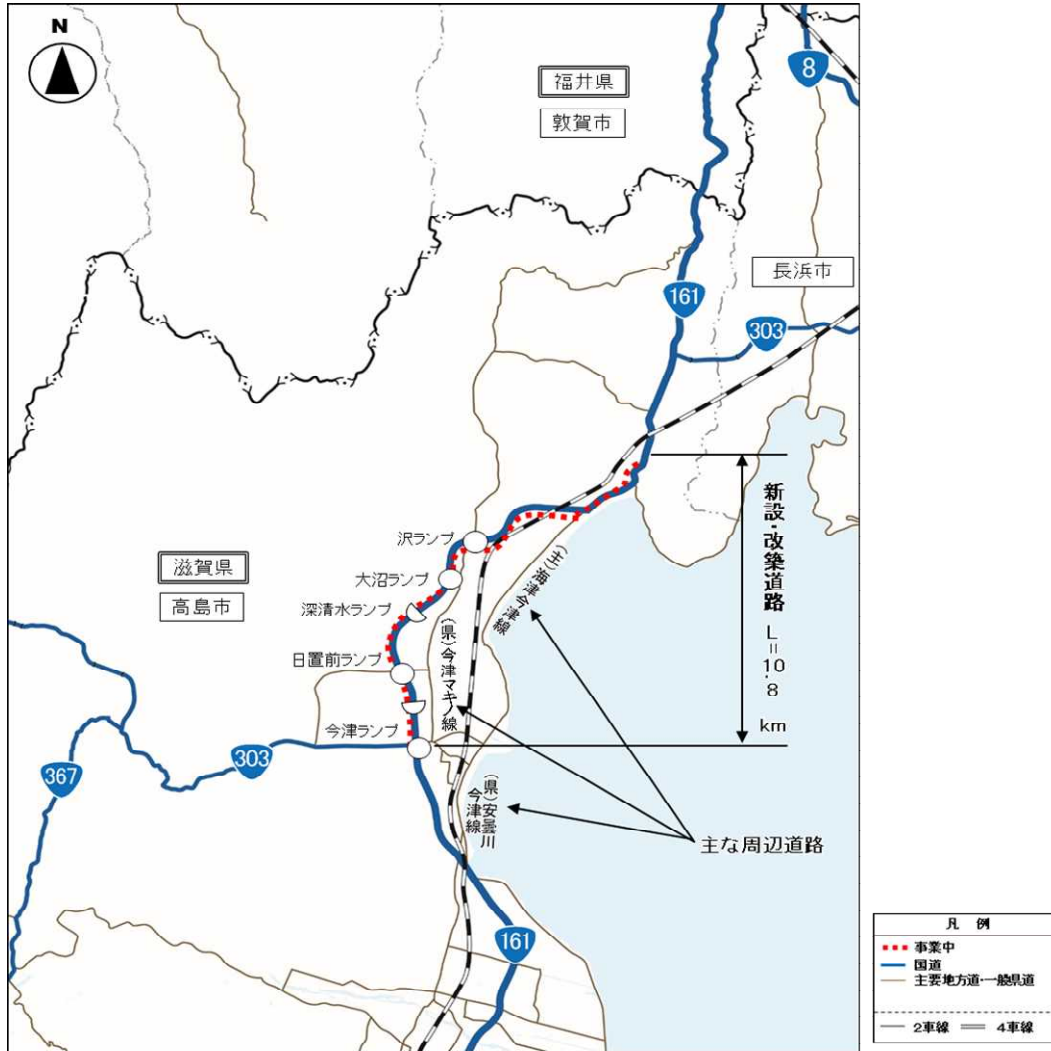 N
福井県
敦賀市
8
長浜市
161
303
新設・改築道路 L=10.8 km
沢ランプ
大沼ランプ
深清水ランプ
日置前ランプ
今津ランプ
滋賀県
高島市
(主)海津今津線
(県)今津マキノ線
(県)安曇川
今津線
303
367
主な周辺道路
161
凡 例
事業中
国道
主要地方道・一般県道
2車線 4車線